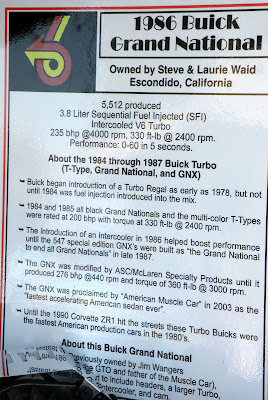 1986 Buick
Grand National
Owned by Steve & Laurie Waid
Escondido, California
5,512 produced
3.8 Liter Sequential Fuel Injected (SFI)
Intercooled V6 Turbo
235 bhp @4000 rpm, 330 ft-lb @ 2400 rpm.
Performance: 0-60 in 5 seconds.
About the 1984 through 1987 Buick Turbo
(T-Type, Grand National, and GNX)
Buick began introduction of a Turbo Regal as early as 1978, but not
until 1984 was fuel injection introduced into the mix.
1984 and 1985 all black Grand Nationals and the multi-color T-Types
were rated at 200 bhp with torque at 330 ft-lb @ 2400 rpm.
The introduction of an intercooler in 1986 helped boost performance
until the 547 special edition GNX's were built as "the Grand National
to end all Grand Nationals" in late 1987.
The GNX was modified by ASC/McLaren Specialty Products until it
produced 276 bhp @440 rpm and torque of 360 ft-lb @ 3000 rpm.
The GNX was proclaimed by "American Muscle Car" in 2003 as the
"fastest accelerating American sedan ever".
Until the 1990 Corvette ZR1 hit the streets these Turbo Buicks were
the fastest American production cars in the 1980's.
About this Buick Grand National
previously owned by Jim Wangers
GTO and father of the Muscle Car),
to include headers, a larger Turbo,
Intercooler, and cam.